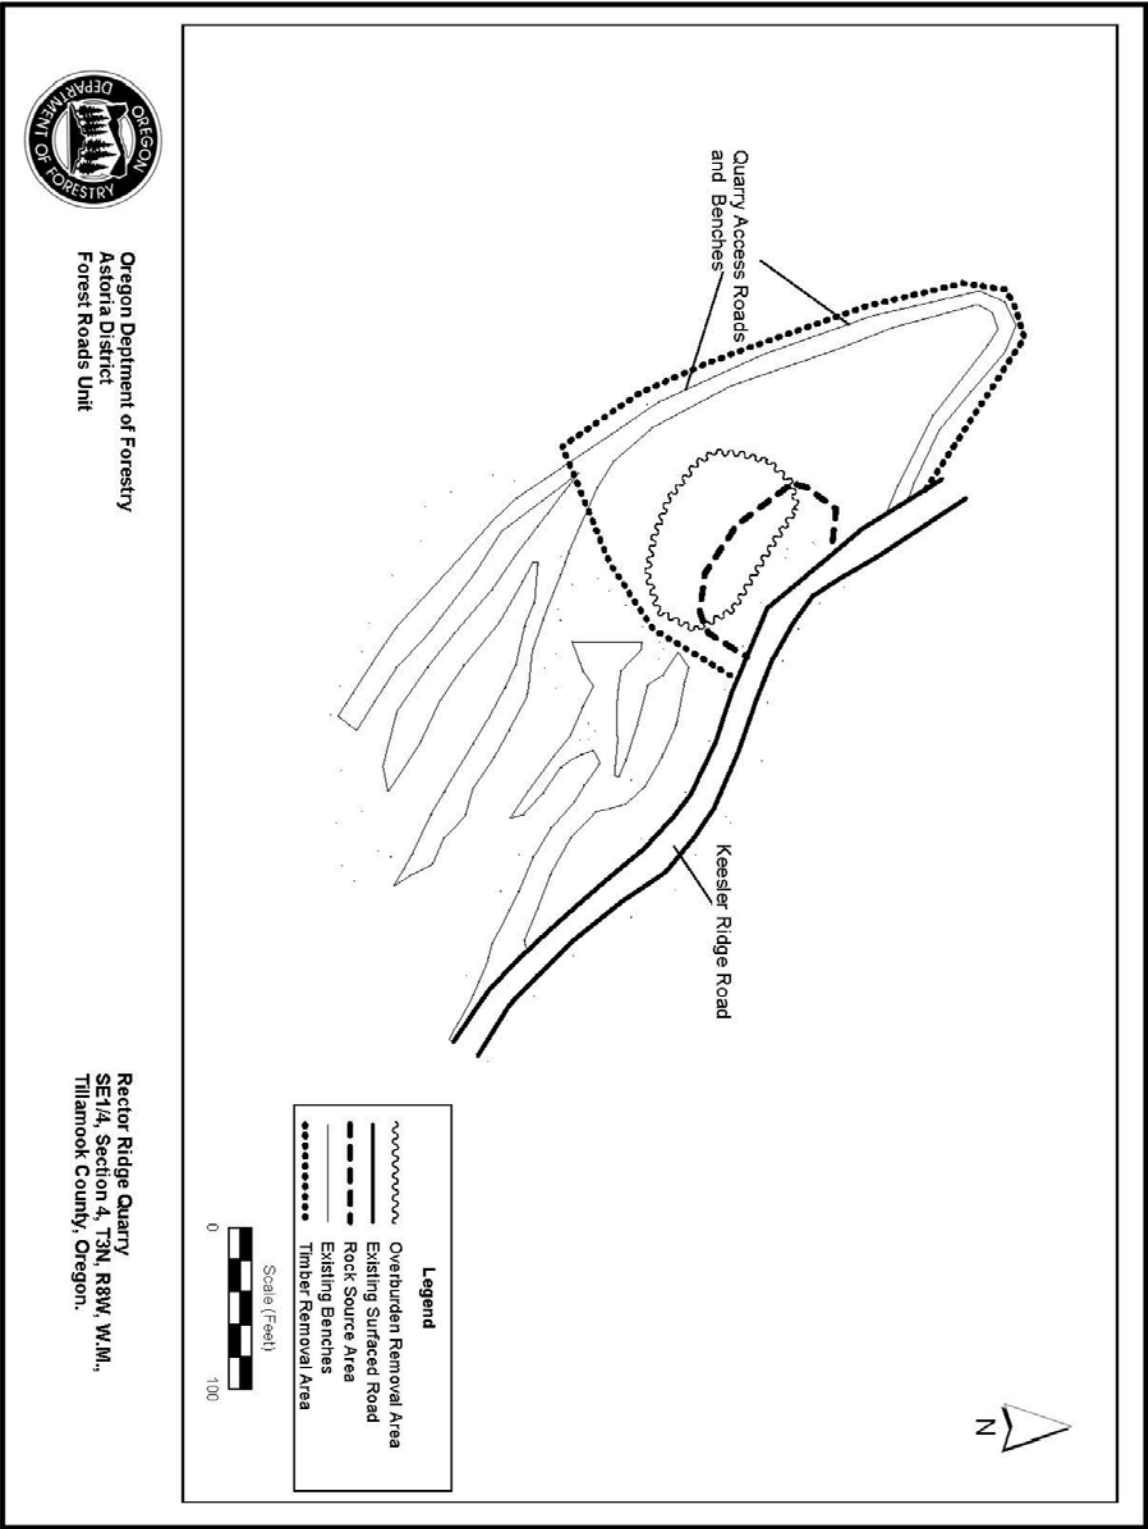 N
Quarry Access Roads
and Benches
Keesler Ridge Road
Legend
Overburden Removal Area
Existing Surfaced Road
Rock Source Area
Existing Benches
Timber Removal Area
Scale (Feet)
0
100
OREGON
DEPARTMENT OF FORESTRY
Oregon Deptment of Forestry
Astoria District
Forest Roads Unit
Rector Ridge Quarry
SE1/4, Section 4, T3N, R8W, W.M.,
Tillamook County, Oregon.